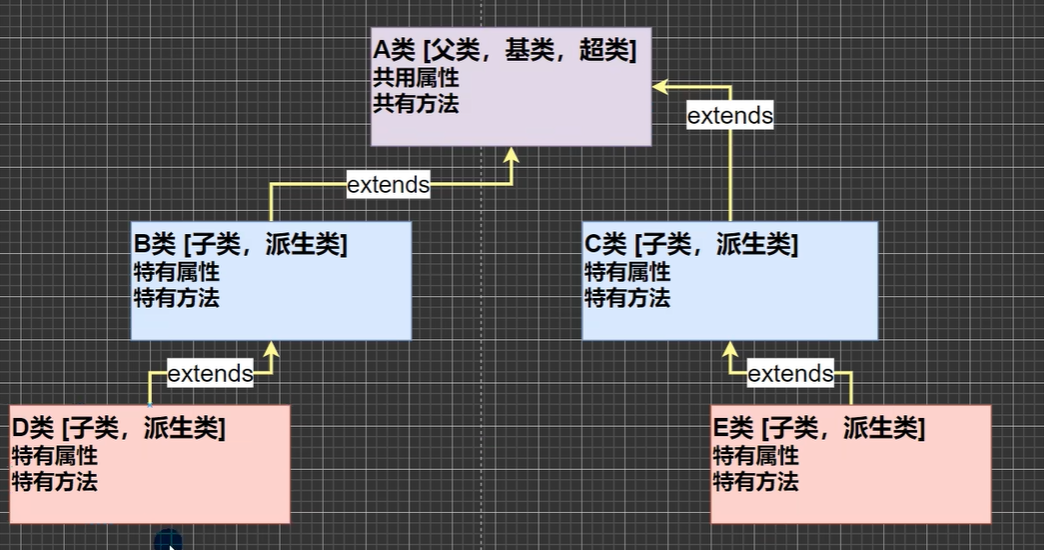 A类 [父类，基类，超类]
共用属性
共有方法
extends
extends
B类 [子类，派生类]
特有属性
特有方法
C类 [子类，派生类]
特有属性
特有方法
extends
extends
D类 [子类，派生类]
特有属性
特有方法
E类 [子类，派生类]
特有属性
特有方法